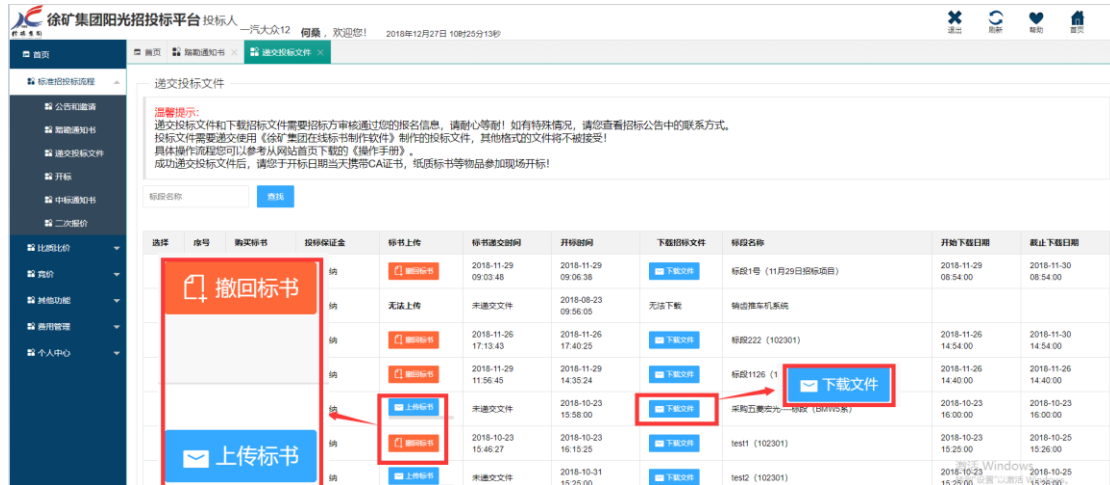 徐矿集团阳光招投标平台 投标人 一汽大众12 何桑，欢迎您! 2018年12月27日 10时25分13秒
退出 刷新 帮助 首页
首页
首页 踏勘通知书 × 递交投标文件 ×
标准招投标流程
公告和邀请
踏勘通知书
递交投标文件
开标
中标通知书
二次报价
比质比价
竞价
其他功能
费用管理
个人中心
递交投标文件
温馨提示:
递交投标文件和下载招标文件需要招标方审核通过您的报名信息，请耐心等耐！如有特殊情况，请您查看招标公告中的联系方式。
投标文件需要递交使用《徐矿集团在线标书制作软件》制作的投标文件，其他格式的文件将不被接受！
具体操作流程您可以参考从网站首页下载的《操作手册》。
成功递交投标文件后，请您于开标日期当天携带CA证书，纸质标书等物品参加现场开标！
标段名称 查找
选择 序号 购买标书 投标保证金 标书上传 标书递交时间 开标时间 下载招标文件 标段名称 开始下载日期 截止下载日期
纳 撤回标书 2018-11-29 09:03:48 2018-11-29 09:06:38 下载文件 标段1号（11月29日招标项目） 2018-11-29 08:54:00 2018-11-30 08:54:00
纳 无法上传 未递交文件 2018-08-23 09:56:05 无法下载 销齿推车机系统
纳 撤回标书 2018-11-26 17:13:43 2018-11-26 17:40:25 下载文件 标段222（102301） 2018-11-26 14:54:00 2018-11-30 14:54:00
纳 撤回标书 2018-11-29 11:56:45 2018-11-29 14:35:24 下载文件 标段1126（1 2018-11-26 14:40:00 2018-11-26 14:40:00
纳 上传标书 未递交文件 2018-10-23 15:58:00 下载文件 采购五菱宏光---标段（BMW5系） 2018-10-23 16:00:00 2018-10-23 16:00:00
纳 撤回标书 2018-10-23 15:46:27 2018-10-23 16:15:25 下载文件 test1（102301） 2018-10-23 15:25:00 2018-10-25 15:26:00
纳 上传标书 未递交文件 2018-10-31 15:25:00 下载文件 test2（102301） 2018-10-23 15:25:00 2018-10-25 15:26:00
撤回标书
上传标书
下载文件
激活 Windows